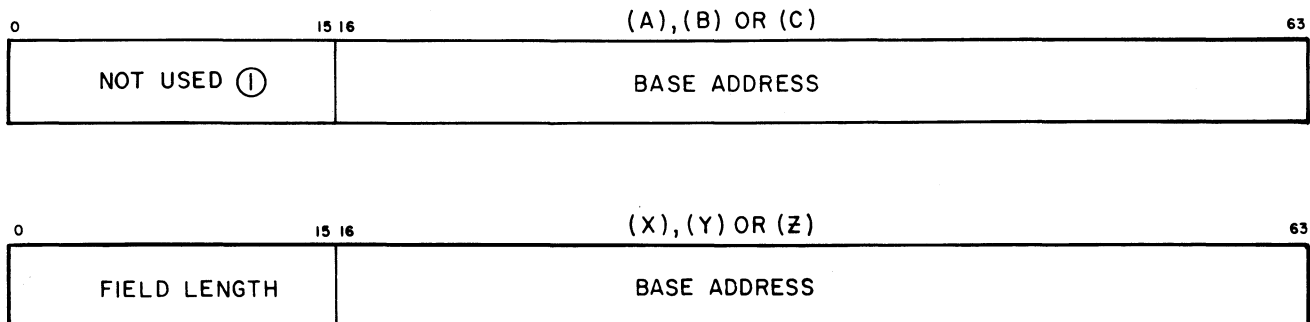 0 15 16 (A), (B) OR (C) 63
NOT USED ① BASE ADDRESS
0 15 16 (X), (Y) OR (Z) 63
FIELD LENGTH BASE ADDRESS